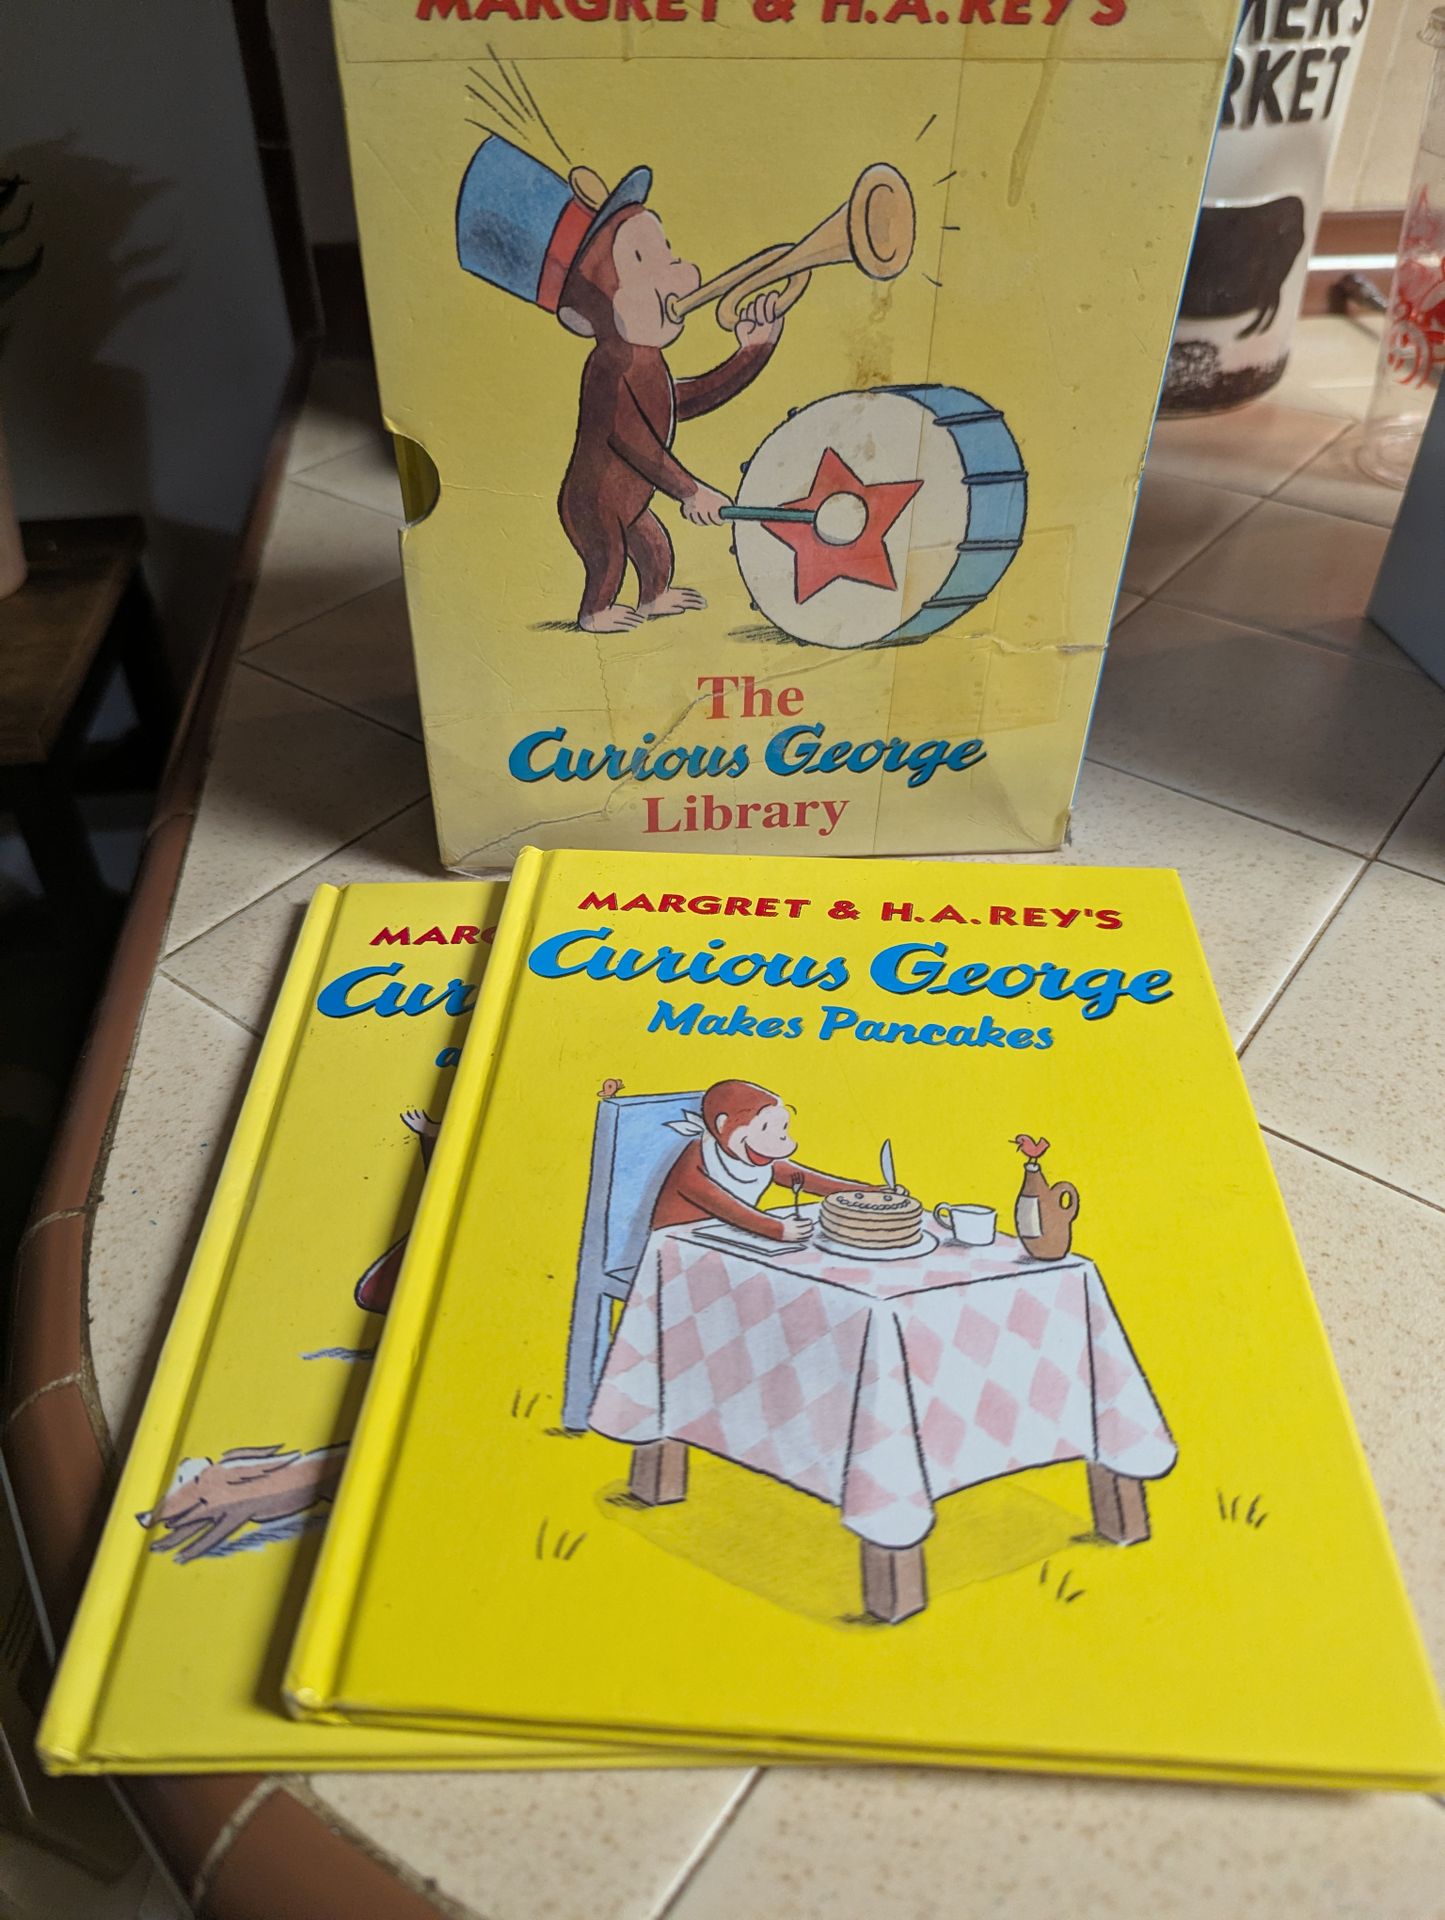 MARGRET & H.A. REY'S
The
Curious George
Library
MARGRET & H.A. REY'S
Curious George
Makes Pancakes